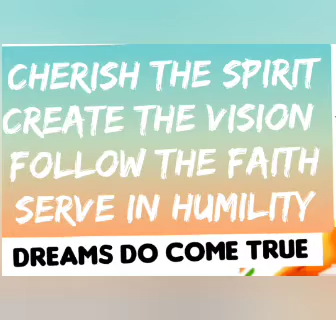 CHERISH THE SPIRIT
CREATE THE VISION
FOLLOW THE FAITH
SERVE IN HUMILITY
DREAMS DO COME TRUE